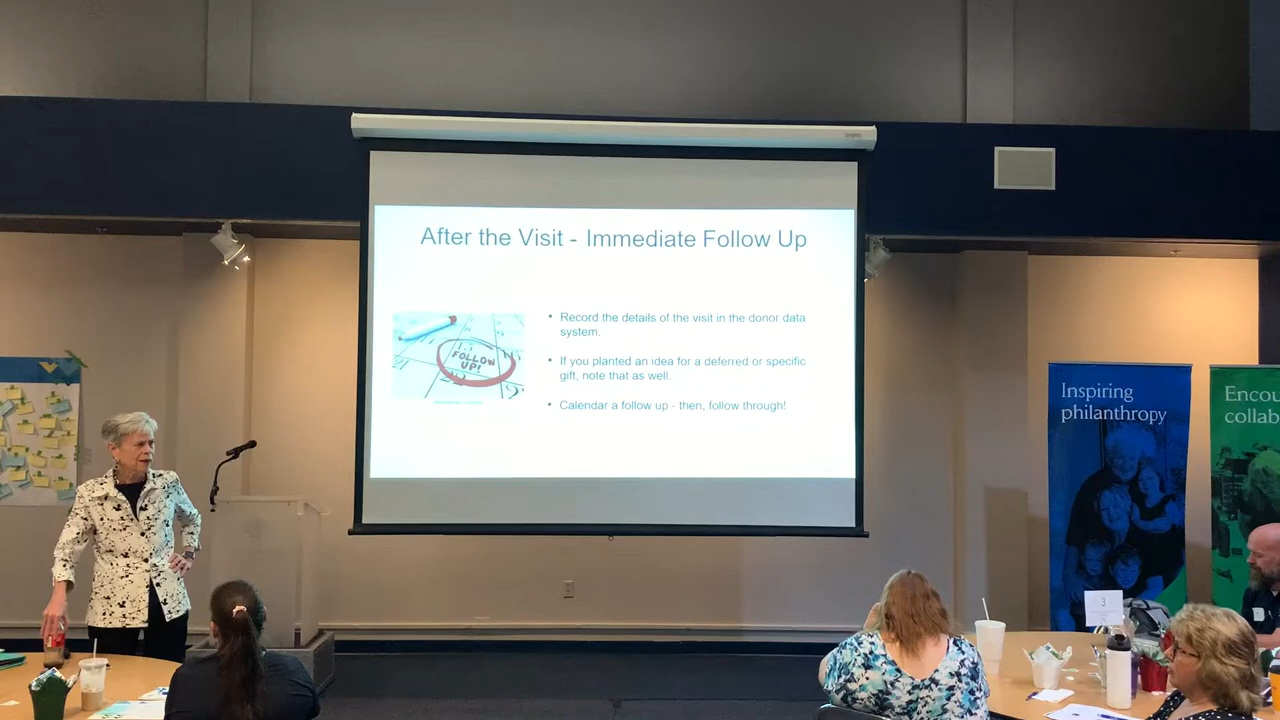 After the Visit - Immediate Follow Up
• Record the details of the visit in the donor data
system.
• If you planted an idea for a deferred or specific
gift, note that as well.
• Calendar a follow up - then, follow through!
FOLLOW
UP!
Inspiring
philanthropy
Encou
collab
3